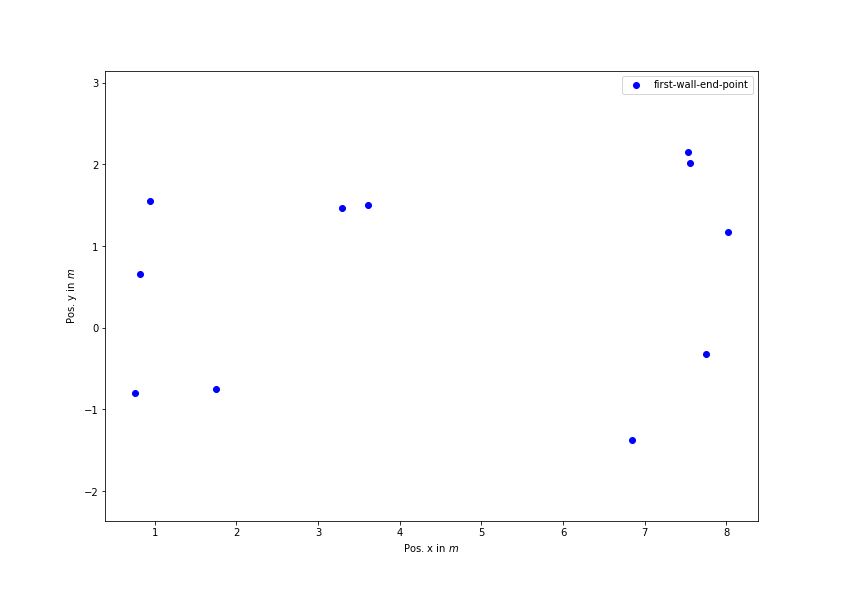 first-wall-end-point
3
2
1
0
−1
−2
Pos. y in m
1 2 3 4 5 6 7 8
Pos. x in m